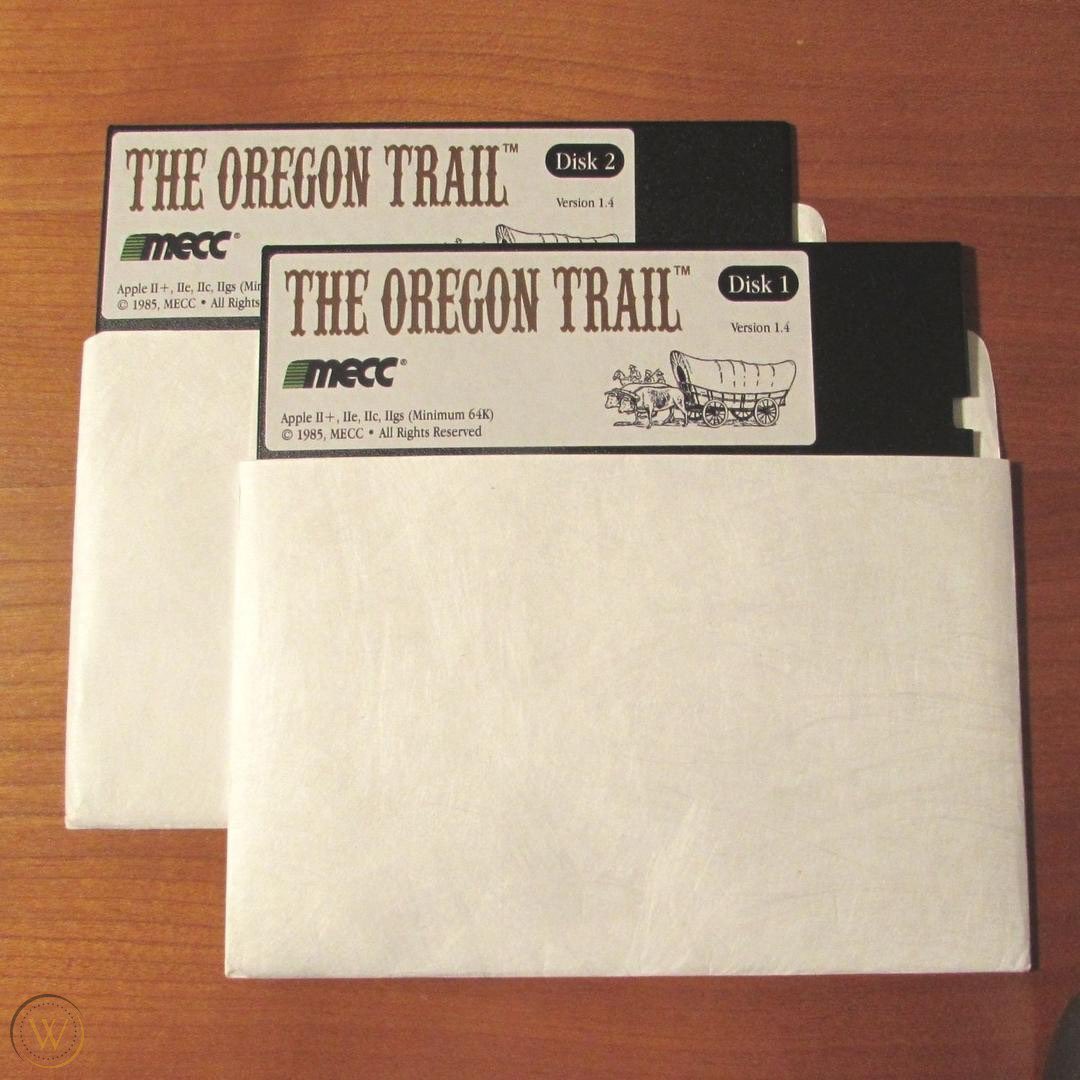 THE OREGON TRAIL™
Disk 2
Version 1.4
mecc®
Apple II+, IIe, IIc, IIgs
© 1985, MECC • All Rights
THE OREGON TRAIL™
Disk 1
Version 1.4
mecc®
Apple II+, IIe, IIc, IIgs (Minimum 64K)
© 1985, MECC • All Rights Reserved
W